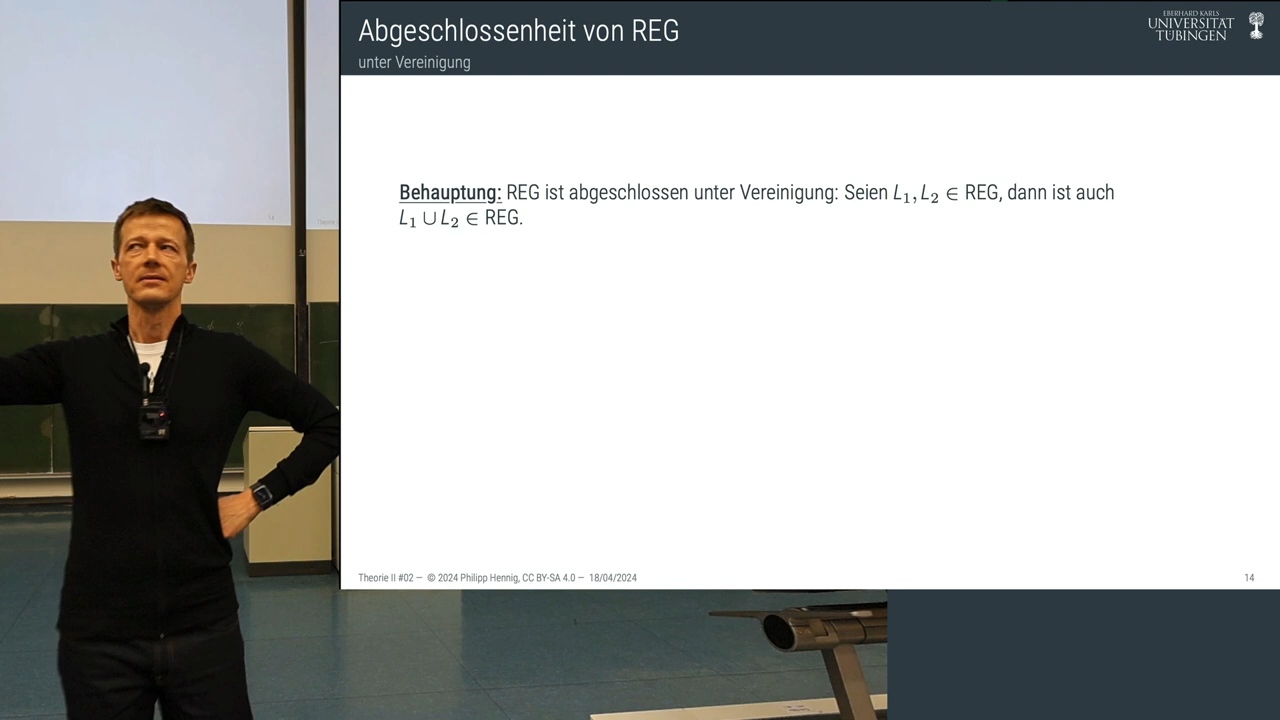 Abgeschlossenheit von REG
unter Vereinigung
EBERHARD KARLS
UNIVERSITÄT
TÜBINGEN
Behauptung: REG ist abgeschlossen unter Vereinigung: Seien L₁, L₂ ∈ REG, dann ist auch
L₁ ∪ L₂ ∈ REG.
Theorie II #02 — © 2024 Philipp Hennig, CC BY-SA 4.0 — 18/04/2024
14